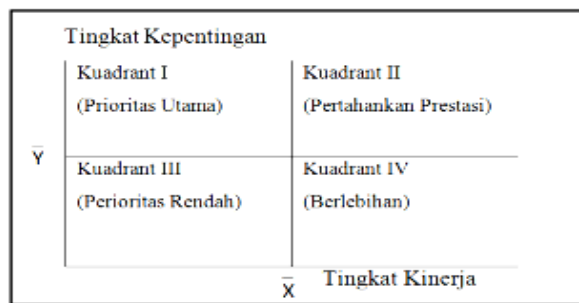 Tingkat Kepentingan
Kuadrant I
(Prioritas Utama)
Kuadrant II
(Pertahankan Prestasi)
Y̅
Kuadrant III
(Perioritas Rendah)
Kuadrant IV
(Berlebihan)
X̅
Tingkat Kinerja